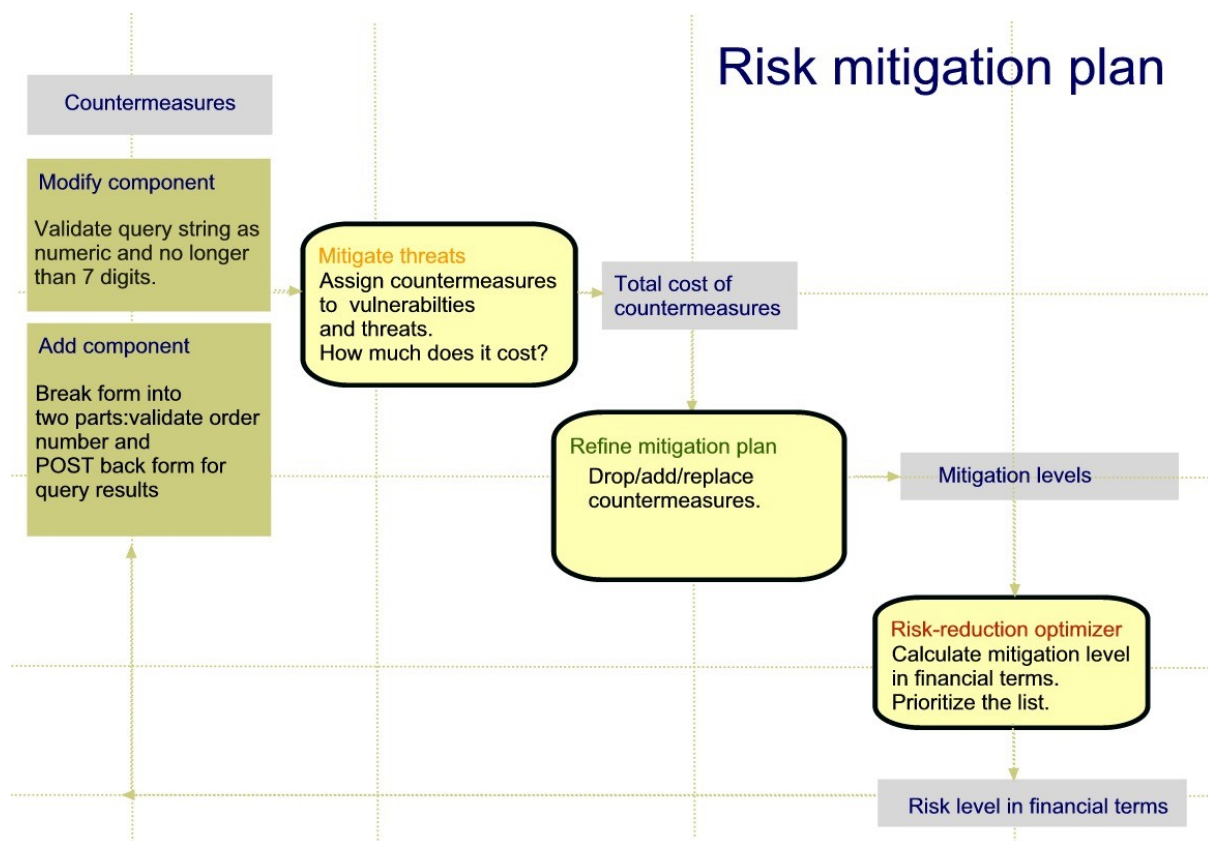 Risk mitigation plan
Countermeasures
Modify component
Validate query string as
numeric and no longer
than 7 digits.
Add component
Break form into
two parts:validate order
number and
POST back form for
query results
Mitigate threats
Assign countermeasures
to vulnerabilties
and threats.
How much does it cost?
Total cost of
countermeasures
Refine mitigation plan
Drop/add/replace
countermeasures.
Mitigation levels
Risk-reduction optimizer
Calculate mitigation level
in financial terms.
Prioritize the list.
Risk level in financial terms